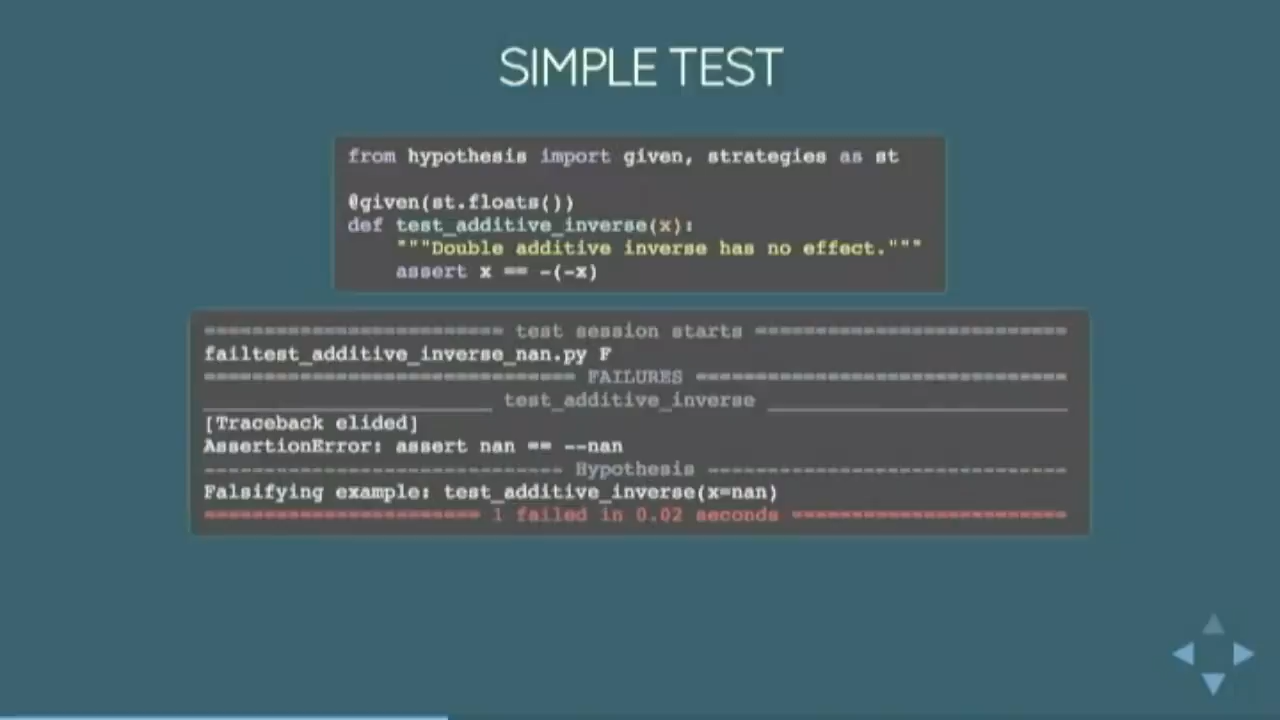 SIMPLE TEST
from hypothesis import given, strategies as st
@given(st.floats())
def test_additive_inverse(x):
    """Double additive inverse has no effect."""
    assert x == -(-x)
========================= test session starts ==========================
failtest_additive_inverse_nan.py F
=============================== FAILURES ===============================
________________________ test_additive_inverse _________________________
[Traceback elided]
AssertionError: assert nan == --nan
------------------------------ Hypothesis ------------------------------
Falsifying example: test_additive_inverse(x=nan)
======================= 1 failed in 0.02 seconds =======================